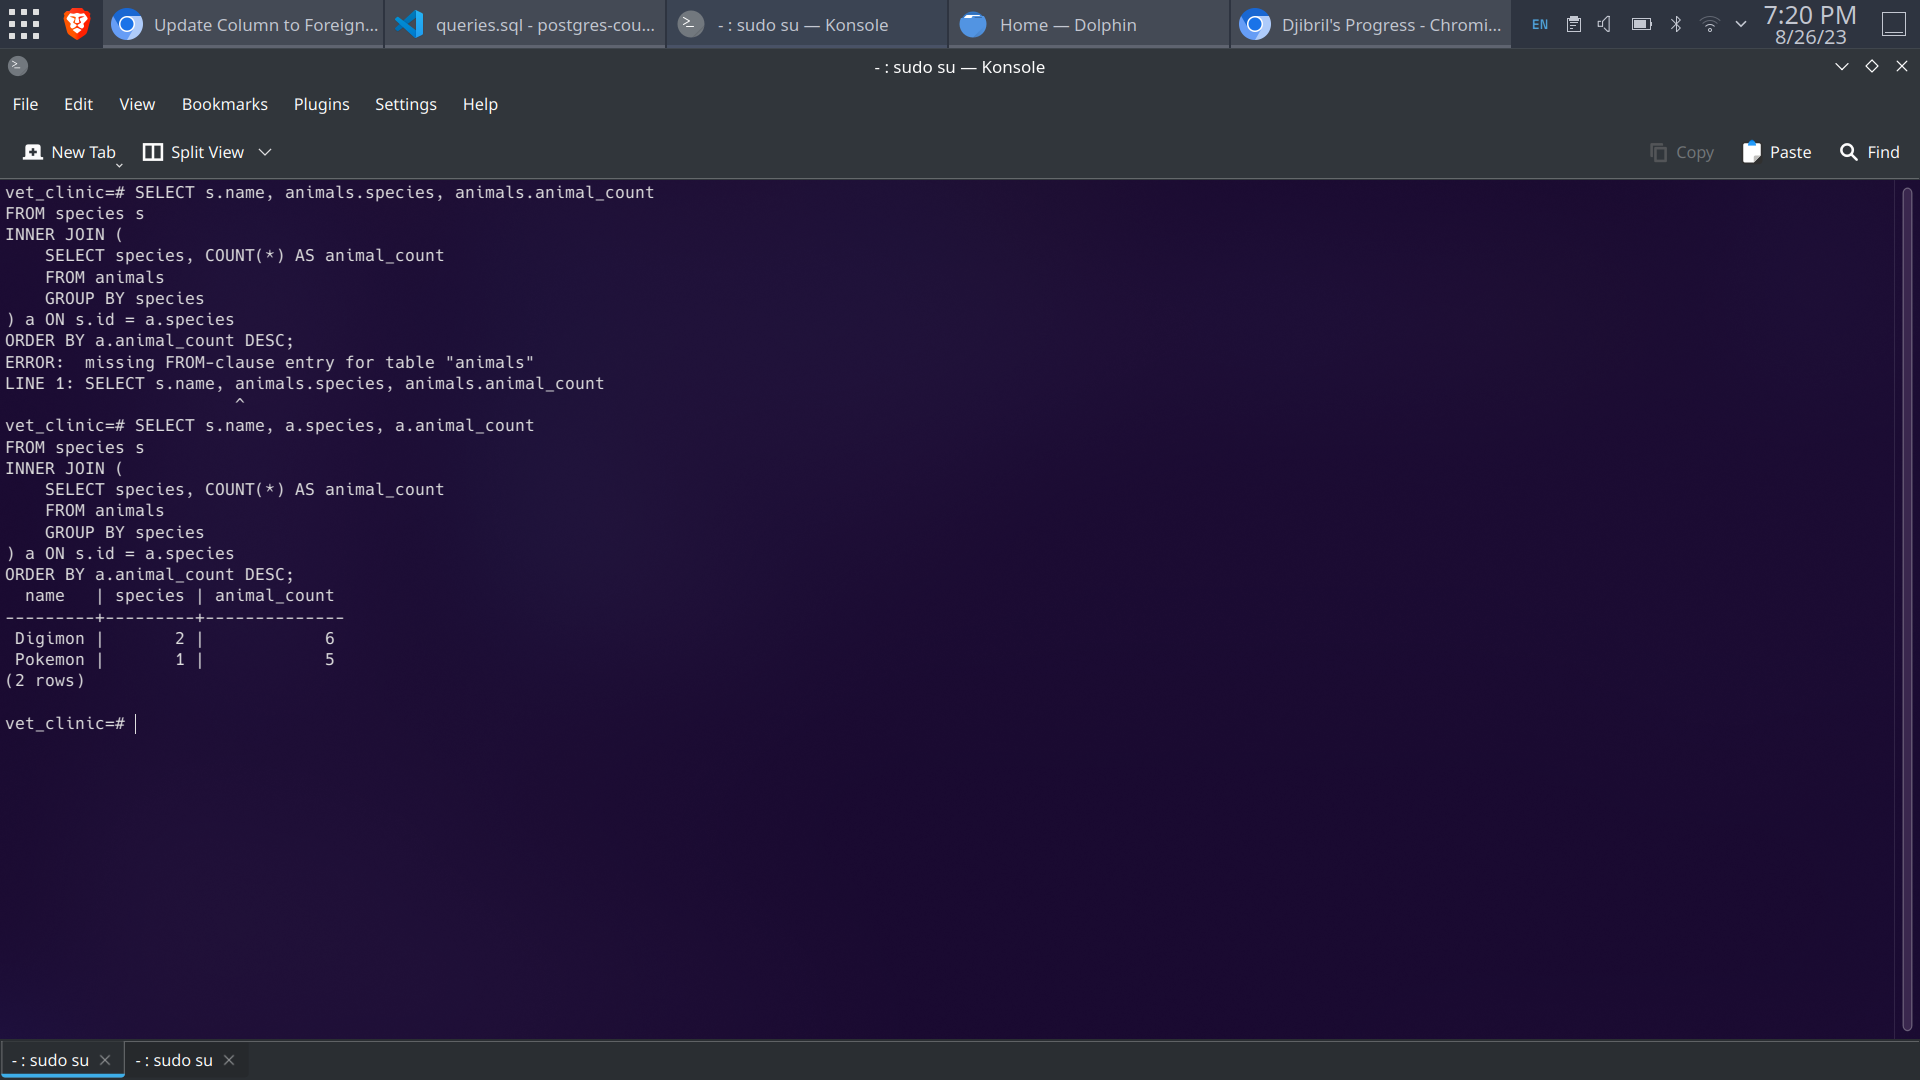 Update Column to Foreign...
queries.sql - postgres-cou...
- : sudo su — Konsole
Home — Dolphin
Djibril's Progress - Chromi...
EN
7:20 PM
8/26/23
- : sudo su — Konsole
File Edit View Bookmarks Plugins Settings Help
New Tab Split View Copy Paste Find
vet_clinic=# SELECT s.name, animals.species, animals.animal_count
FROM species s
INNER JOIN (
    SELECT species, COUNT(*) AS animal_count
    FROM animals
    GROUP BY species
) a ON s.id = a.species
ORDER BY a.animal_count DESC;
ERROR:  missing FROM-clause entry for table "animals"
LINE 1: SELECT s.name, animals.species, animals.animal_count
                       ^
vet_clinic=# SELECT s.name, a.species, a.animal_count
FROM species s
INNER JOIN (
    SELECT species, COUNT(*) AS animal_count
    FROM animals
    GROUP BY species
) a ON s.id = a.species
ORDER BY a.animal_count DESC;
  name   | species | animal_count
---------+---------+--------------
 Digimon |       2 |            6
 Pokemon |       1 |            5
(2 rows)
vet_clinic=#
- : sudo su
- : sudo su